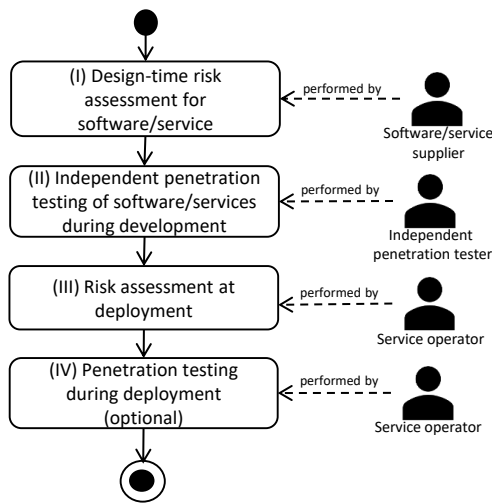 (I) Design-time risk
assessment for
software/service
performed by
Software/service
supplier
(II) Independent penetration
testing of software/services
during development
performed by
Independent
penetration tester
(III) Risk assessment at
deployment
performed by
Service operator
(IV) Penetration testing
during deployment
(optional)
performed by
Service operator